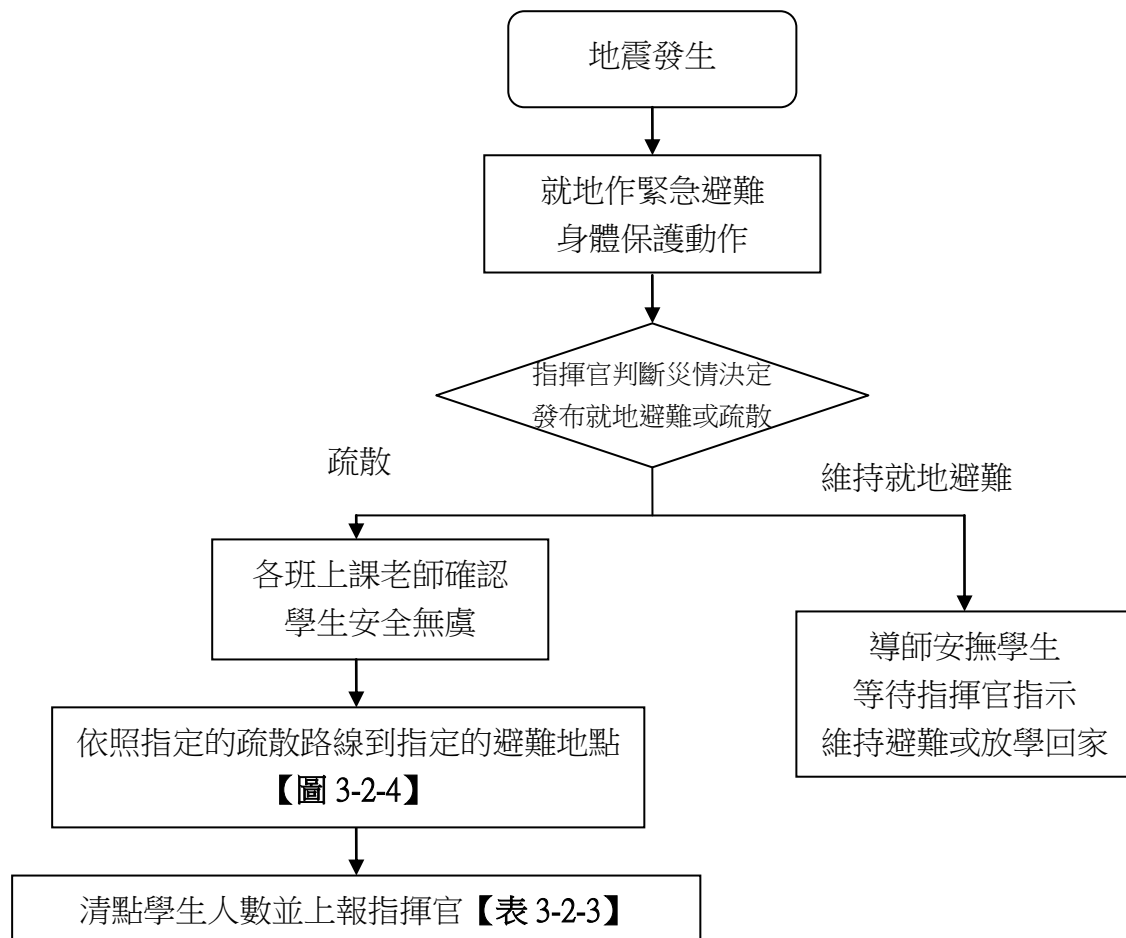 地震發生
就地作緊急避難
身體保護動作
指揮官判斷災情決定
發布就地避難或疏散
疏散
維持就地避難
各班上課老師確認
學生安全無虞
導師安撫學生
等待指揮官指示
維持避難或放學回家
依照指定的疏散路線到指定的避難地點
【圖 3-2-4】
清點學生人數並上報指揮官【表 3-2-3】